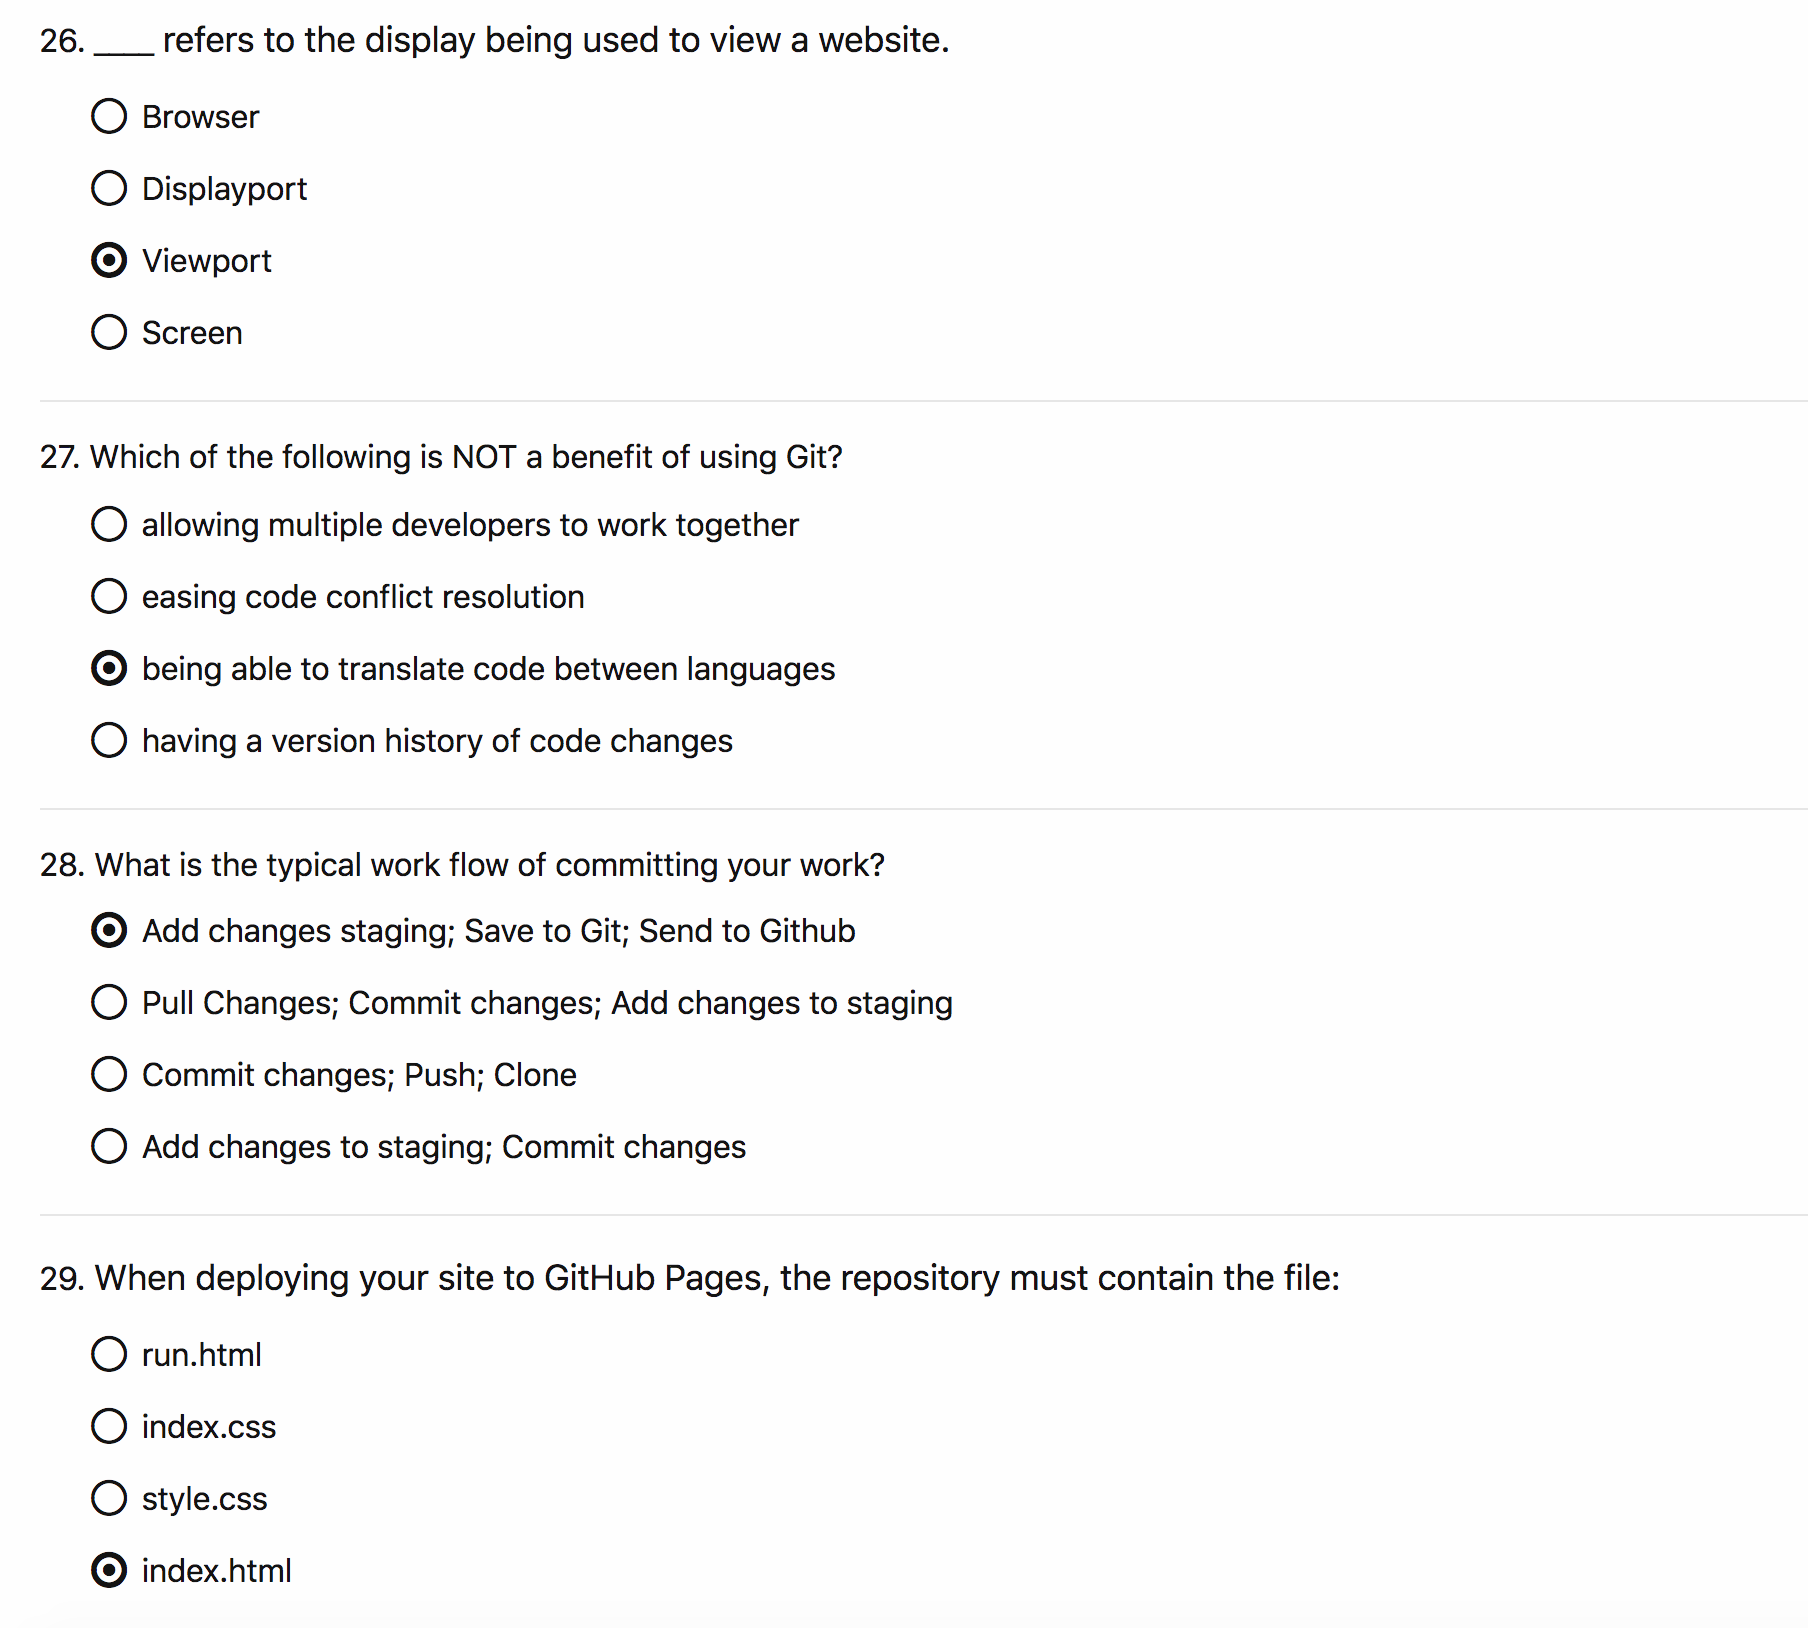 26. ____ refers to the display being used to view a website.
Browser
Displayport
Viewport
Screen
27. Which of the following is NOT a benefit of using Git?
allowing multiple developers to work together
easing code conflict resolution
being able to translate code between languages
having a version history of code changes
28. What is the typical work flow of committing your work?
Add changes staging; Save to Git; Send to Github
Pull Changes; Commit changes; Add changes to staging
Commit changes; Push; Clone
Add changes to staging; Commit changes
29. When deploying your site to GitHub Pages, the repository must contain the file:
run.html
index.css
style.css
index.html